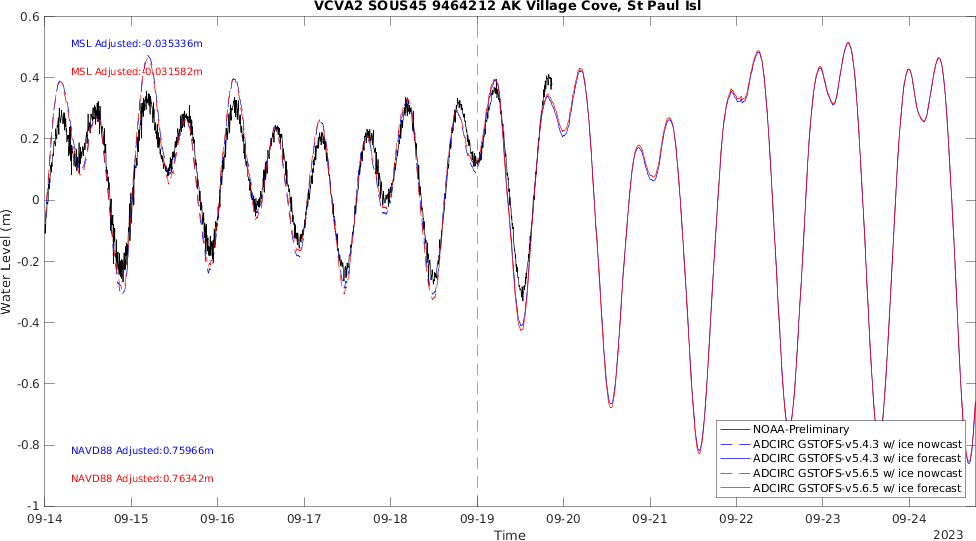 VCVA2 SOUS45 9464212 AK Village Cove, St Paul Isl
0.6
0.4
0.2
0
-0.2
-0.4
-0.6
-0.8
-1
Water Level (m)
MSL Adjusted:-0.035336m
MSL Adjusted:-0.031582m
NAVD88 Adjusted:0.75966m
NAVD88 Adjusted:0.76342m
NOAA-Preliminary
ADCIRC GSTOFS-v5.4.3 w/ ice nowcast
ADCIRC GSTOFS-v5.4.3 w/ ice forecast
ADCIRC GSTOFS-v5.6.5 w/ ice nowcast
ADCIRC GSTOFS-v5.6.5 w/ ice forecast
09-14 09-15 09-16 09-17 09-18 09-19 09-20 09-21 09-22 09-23 09-24
Time
2023